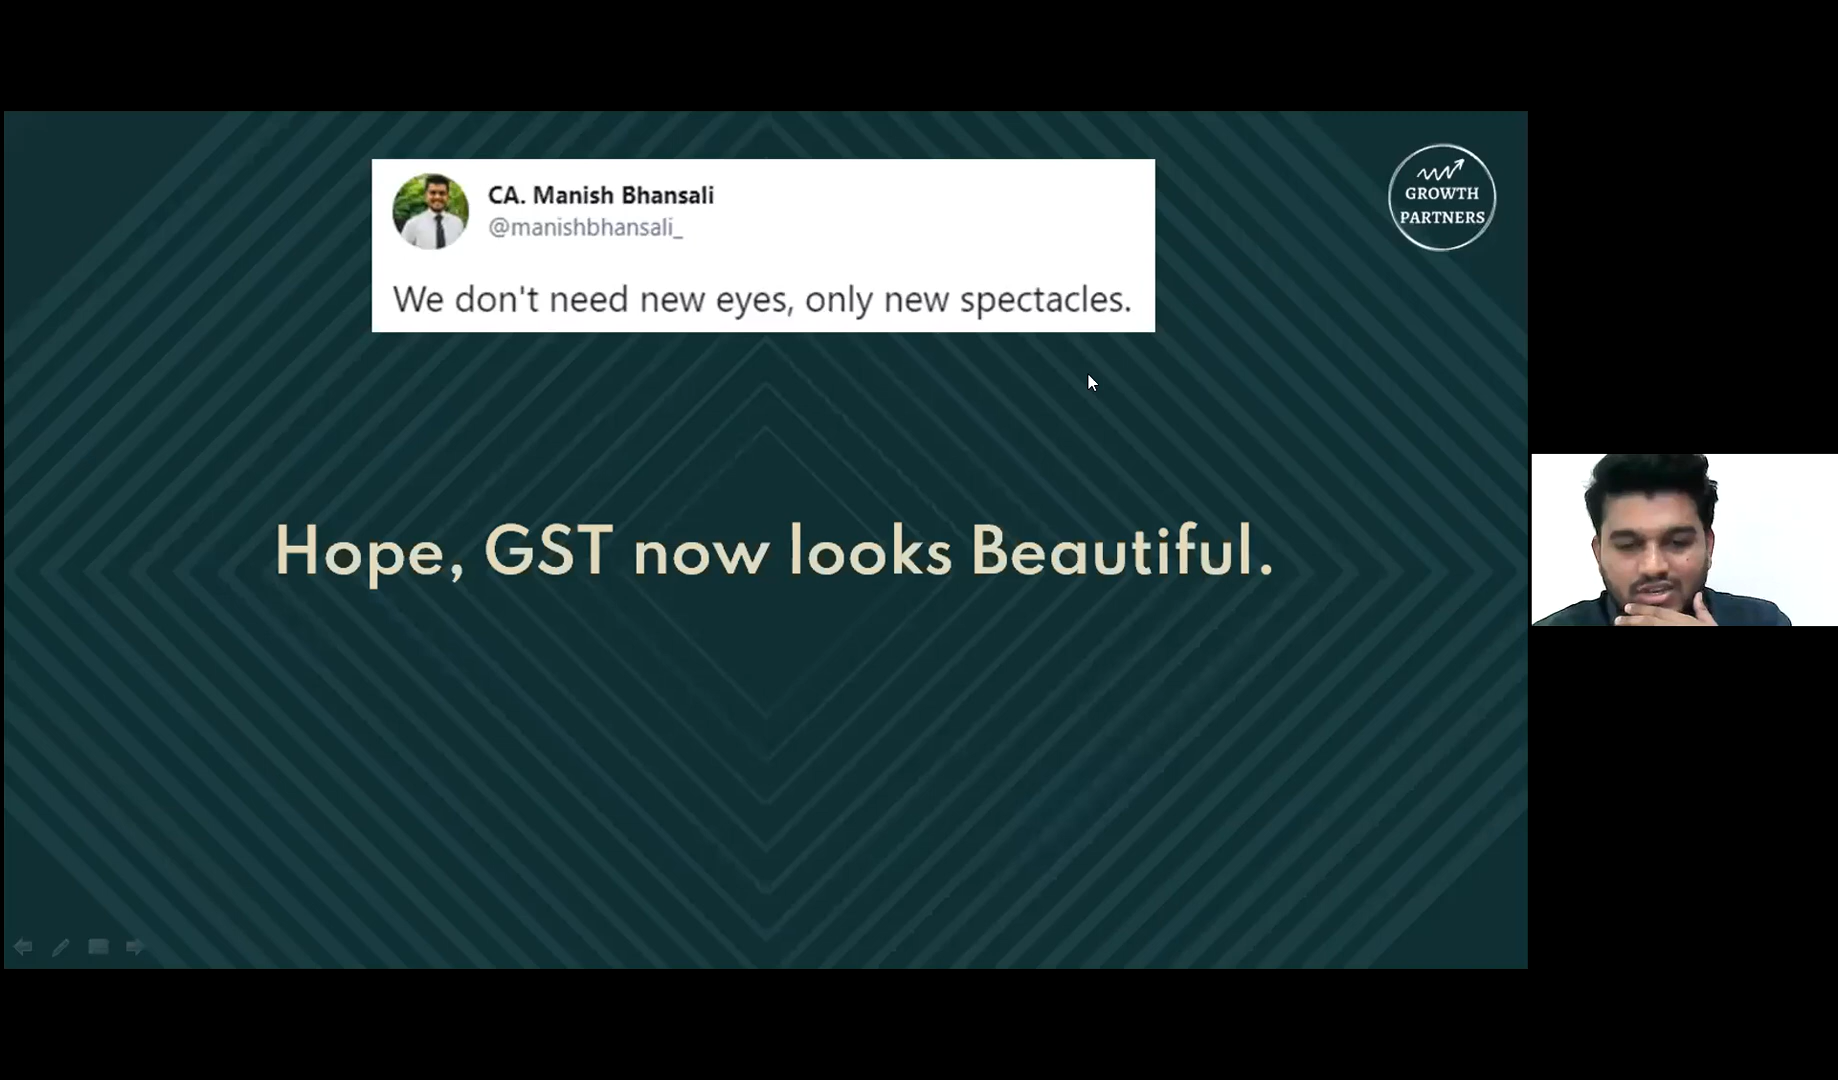 CA. Manish Bhansali
@manishbhansali_
We don't need new eyes, only new spectacles.
GROWTH
PARTNERS
Hope, GST now looks Beautiful.